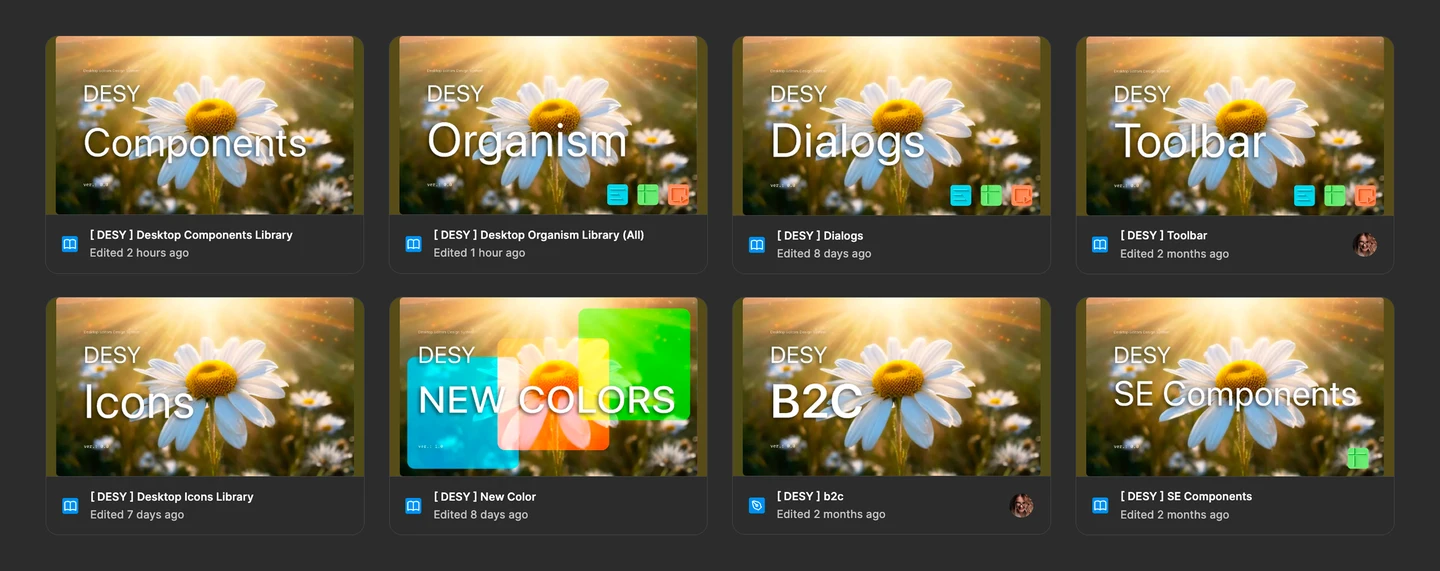 DESY
Components
[ DESY ] Desktop Components Library
Edited 2 hours ago
DESY
Organism
[ DESY ] Desktop Organism Library (All)
Edited 1 hour ago
DESY
Dialogs
[ DESY ] Dialogs
Edited 8 days ago
DESY
Toolbar
[ DESY ] Toolbar
Edited 2 months ago
DESY
Icons
[ DESY ] Desktop Icons Library
Edited 7 days ago
DESY
NEW COLORS
[ DESY ] New Color
Edited 8 days ago
DESY
B2C
[ DESY ] b2c
Edited 2 months ago
DESY
SE Components
[ DESY ] SE Components
Edited 2 months ago